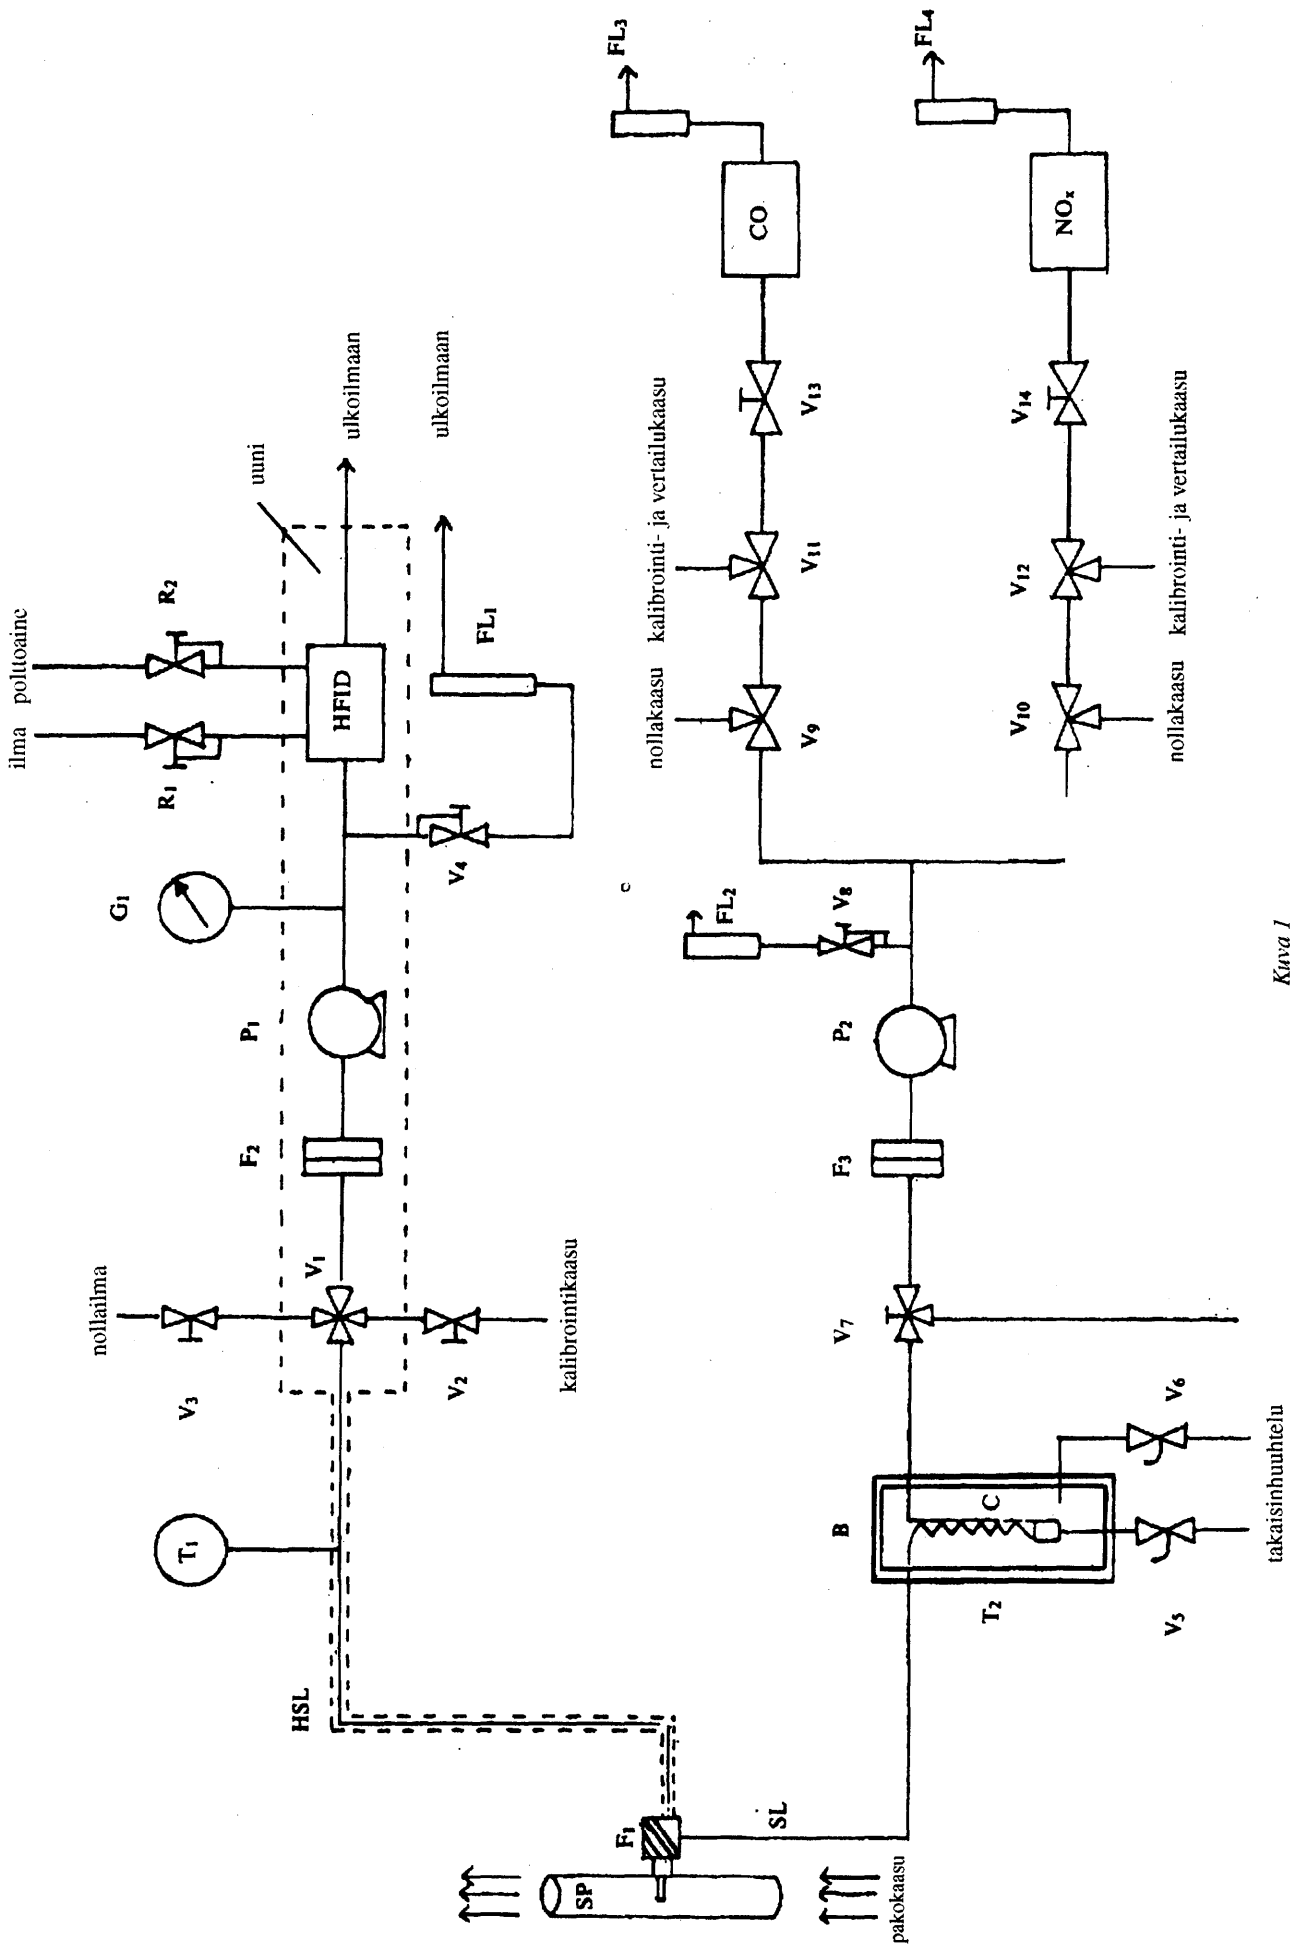 ilma
polttoaine
R1
R2
uuni
HFID
ulkoilmaan
ulkoilmaan
FL1
V4
G1
P1
F2
nollailma
V3
V1
V2
kalibrointikaasu
T1
HSL
F1
SP
SL
pakokaasu
B
C
T2
V5
V6
takaisinhuuhtelu
V7
F3
P2
FL2
V8
nollakaasu
kalibrointi- ja vertailukaasu
V9
V11
V13
CO
FL3
V10
V12
V14
NOx
FL4
nollakaasu
kalibrointi- ja vertailukaasu
Kuva 1